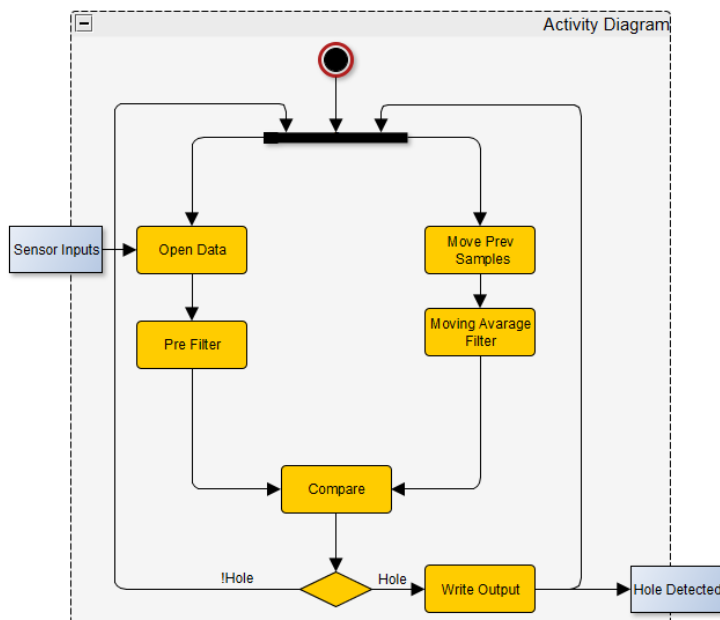 Activity Diagram
Sensor Inputs
Open Data
Move Prev
Samples
Pre Filter
Moving Avarage
Filter
Compare
!Hole
Hole
Write Output
Hole Detected